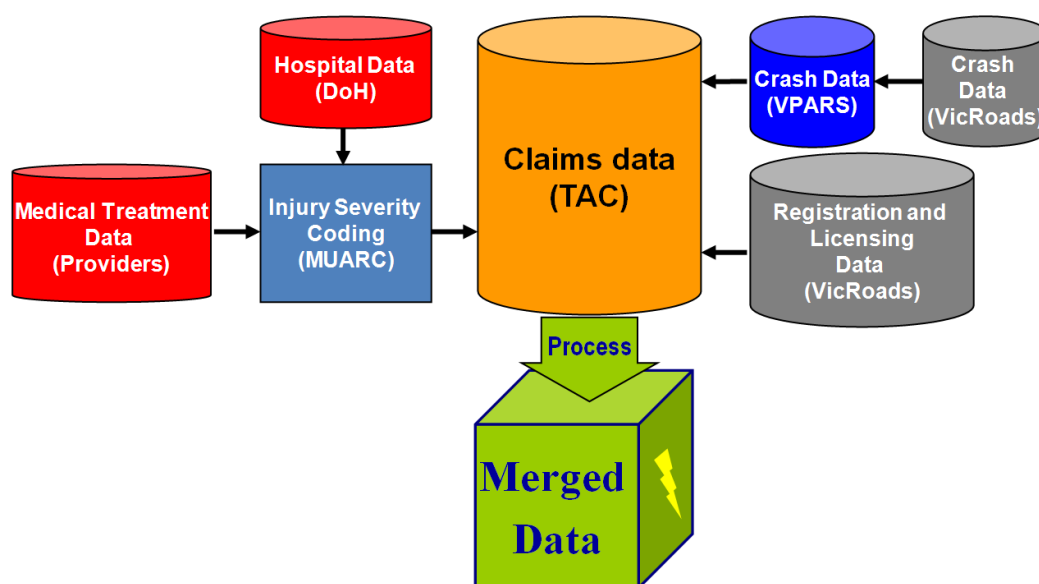 Hospital Data
(DoH)
Medical Treatment
Data
(Providers)
Injury Severity
Coding
(MUARC)
Claims data
(TAC)
Crash Data
(VPARS)
Crash
Data
(VicRoads)
Registration and
Licensing
Data
(VicRoads)
Process
Merged
Data